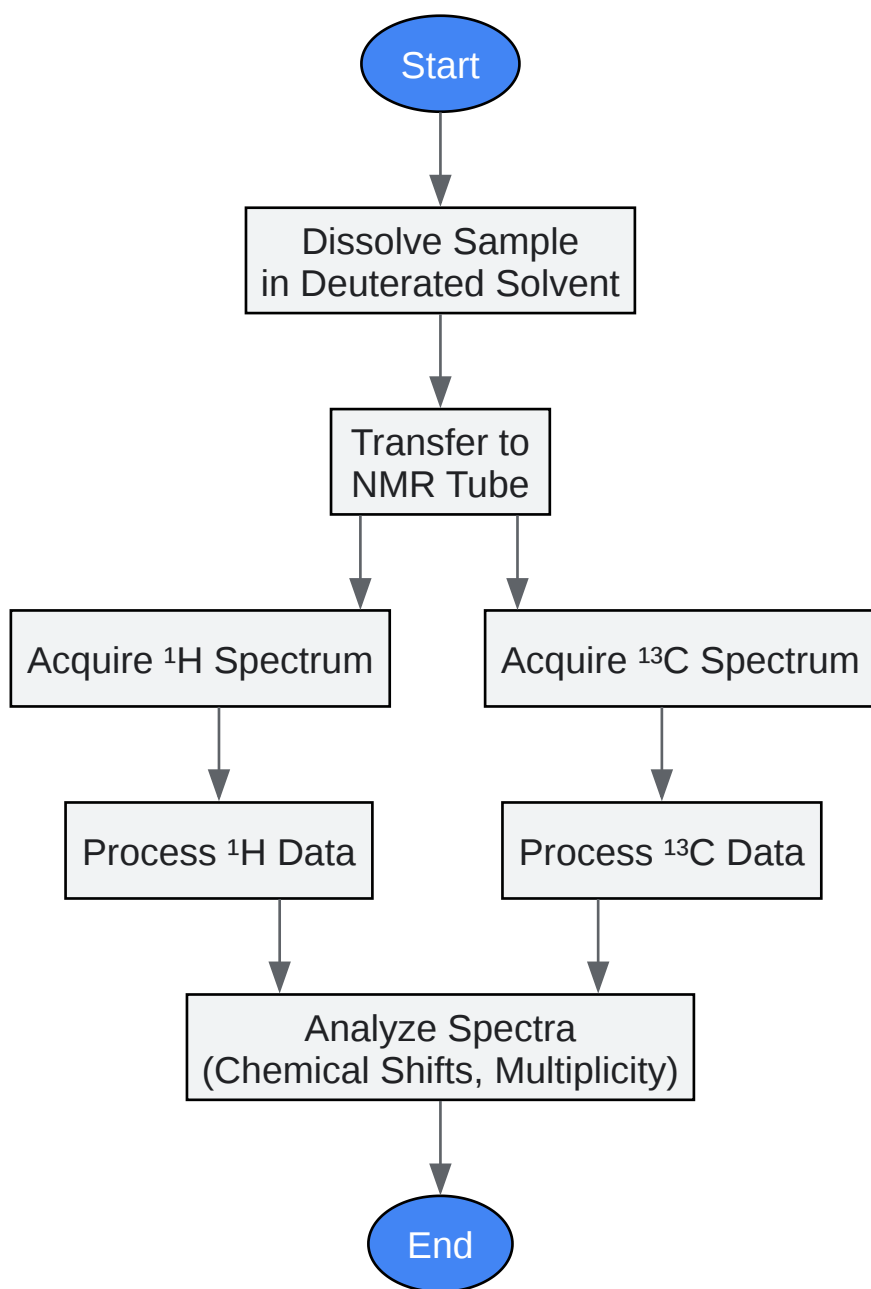 Start
Dissolve Sample
in Deuterated Solvent
Transfer to
NMR Tube
Acquire ¹H Spectrum
Acquire ¹³C Spectrum
Process ¹H Data
Process ¹³C Data
Analyze Spectra
(Chemical Shifts, Multiplicity)
End